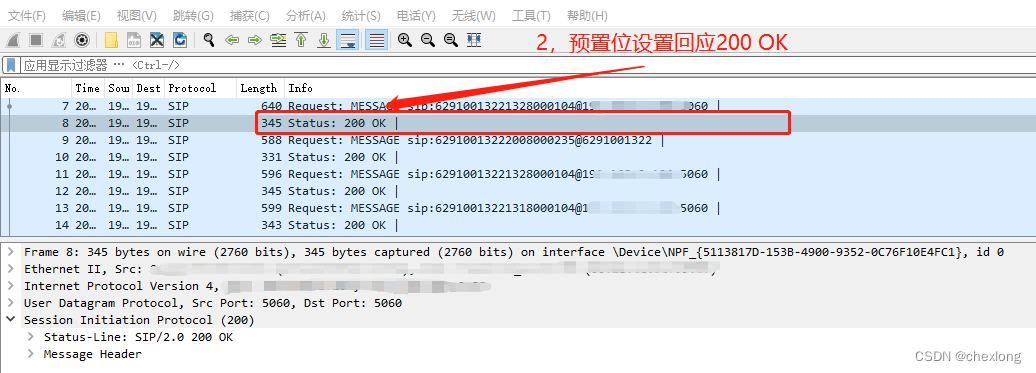 文件(F) 编辑(E) 视图(V) 跳转(G) 捕获(C) 分析(A) 统计(S) 电话(Y) 无线(W) 工具(T) 帮助(H)
2，预置位设置回应200 OK
应用显示过滤器 … <Ctrl-/>
No. Time Sou Dest Protocol Length Info
7 20… 19… 19… SIP 640 Request: MESSAGE sip:62910013221328000104@19 5060 |
8 20… 19… 19… SIP 345 Status: 200 OK |
9 20… 19… 19… SIP 588 Request: MESSAGE sip:62910013222008000235@6291001322 |
10 20… 19… 19… SIP 331 Status: 200 OK |
11 20… 19… 19… SIP 596 Request: MESSAGE sip:62910013221328000104@19 5060 |
12 20… 19… 19… SIP 345 Status: 200 OK |
13 20… 19… 19… SIP 599 Request: MESSAGE sip:62910013221318000104@1 5060 |
14 20… 19… 19… SIP 343 Status: 200 OK |
Frame 8: 345 bytes on wire (2760 bits), 345 bytes captured (2760 bits) on interface \Device\NPF_{5113817D-153B-4900-9352-0C76F10E4FC1}, id 0
Ethernet II, Src:
Internet Protocol Version 4,
User Datagram Protocol, Src Port: 5060, Dst Port: 5060
Session Initiation Protocol (200)
Status-Line: SIP/2.0 200 OK
Message Header
CSDN @chexlong